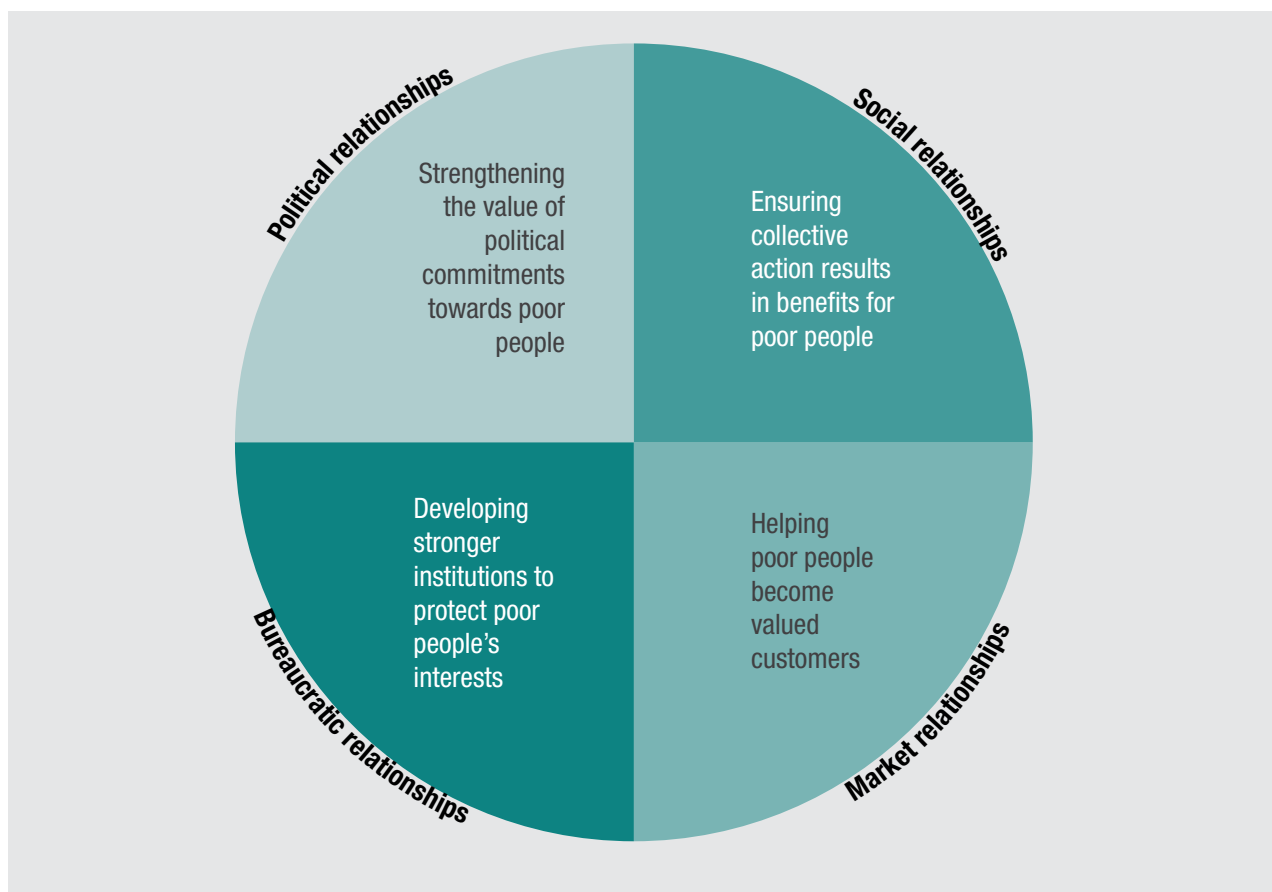 Political relationships
Strengthening
the value of
political
commitments
towards poor
people
Social relationships
Ensuring
collective
action results
in benefits for
poor people
Bureaucratic relationships
Developing
stronger
institutions to
protect poor
people’s
interests
Market relationships
Helping
poor people
become
valued
customers